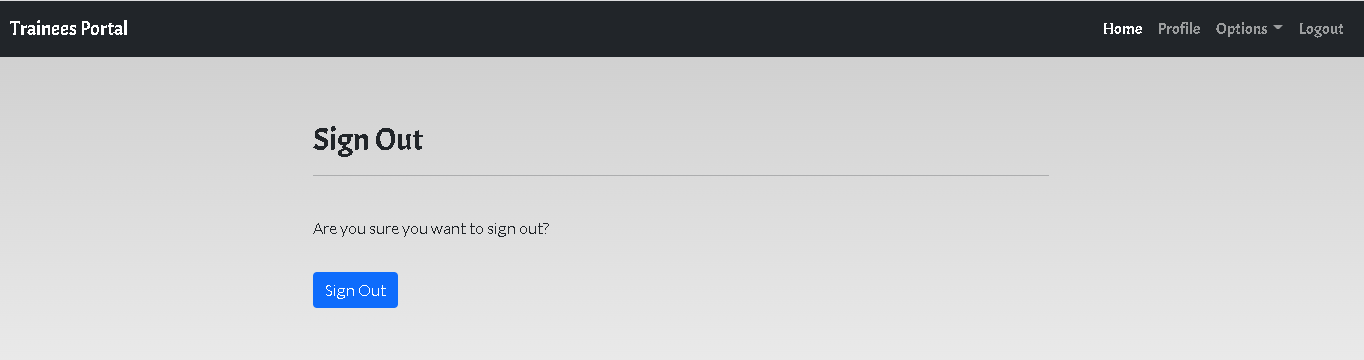 Trainees Portal
Home Profile Options Logout
Sign Out
Are you sure you want to sign out?
Sign Out